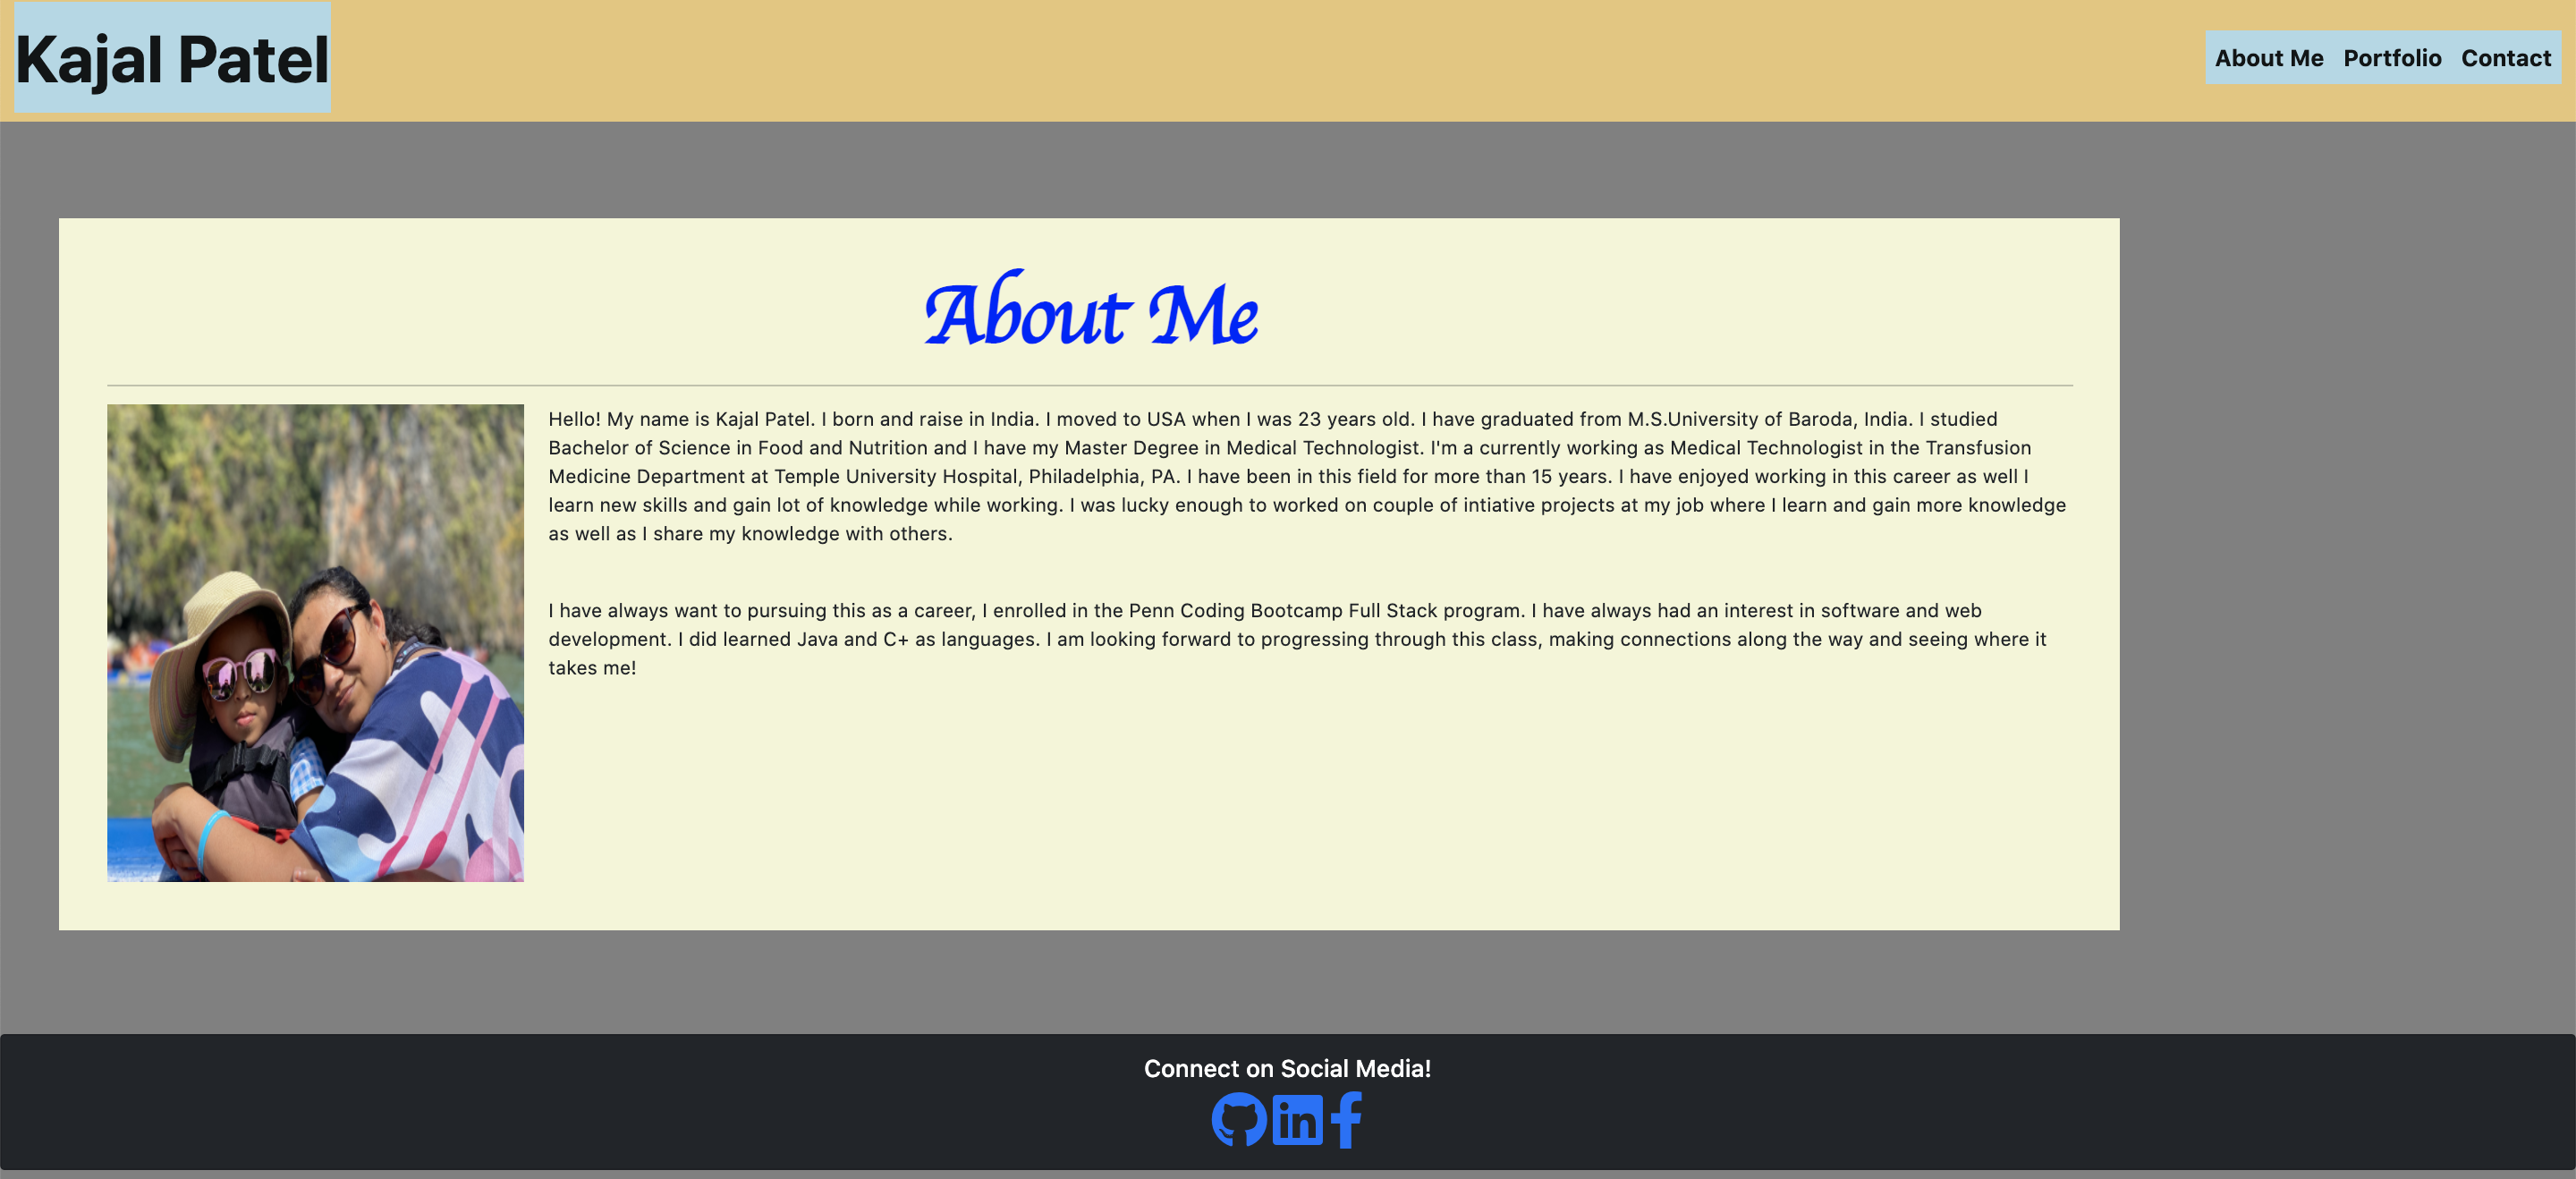 Kajal Patel
About Me Portfolio Contact
About Me
Hello! My name is Kajal Patel. I born and raise in India. I moved to USA when I was 23 years old. I have graduated from M.S.University of Baroda, India. I studied
Bachelor of Science in Food and Nutrition and I have my Master Degree in Medical Technologist. I'm a currently working as Medical Technologist in the Transfusion
Medicine Department at Temple University Hospital, Philadelphia, PA. I have been in this field for more than 15 years. I have enjoyed working in this career as well I
learn new skills and gain lot of knowledge while working. I was lucky enough to worked on couple of intiative projects at my job where I learn and gain more knowledge
as well as I share my knowledge with others.
I have always want to pursuing this as a career, I enrolled in the Penn Coding Bootcamp Full Stack program. I have always had an interest in software and web
development. I did learned Java and C+ as languages. I am looking forward to progressing through this class, making connections along the way and seeing where it
takes me!
Connect on Social Media!